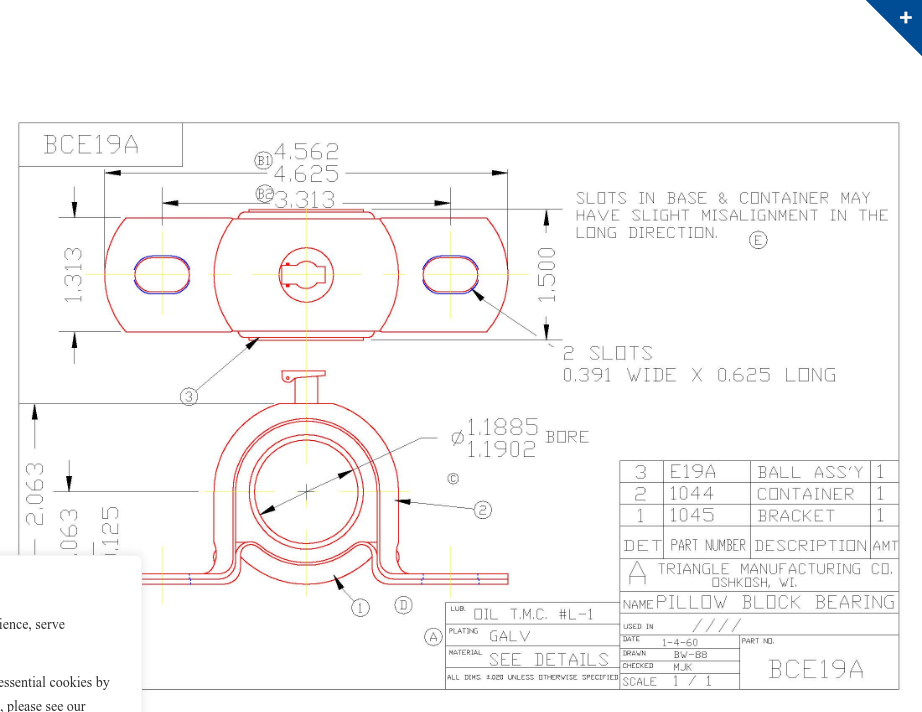 +
BCE19A
B1 4.562
4.625
B2 3.313
1.313
1.500
SLOTS IN BASE & CONTAINER MAY
HAVE SLIGHT MISALIGNMENT IN THE
LONG DIRECTION. E
2 SLOTS
0.391 WIDE X 0.625 LONG
3
⌀1.1885 BORE
1.1902
C
2
2.063
.063
.125
1
D
A
3 E19A BALL ASS'Y 1
2 1044 CONTAINER 1
1 1045 BRACKET 1
DET PART NUMBER DESCRIPTION AMT
A TRIANGLE MANUFACTURING CO.
OSHKOSH, WI.
NAME PILLOW BLOCK BEARING
USED IN ////
DATE 1-4-60
DRAWN BW-88
CHECKED MJK
SCALE 1 / 1
PART NO.
BCE19A
LUB. OIL T.M.C. #L-1
PLATING GALV
MATERIAL SEE DETAILS
ALL DIMS. ±.020 UNLESS OTHERWISE SPECIFIED
ience, serve
essential cookies by
, please see our